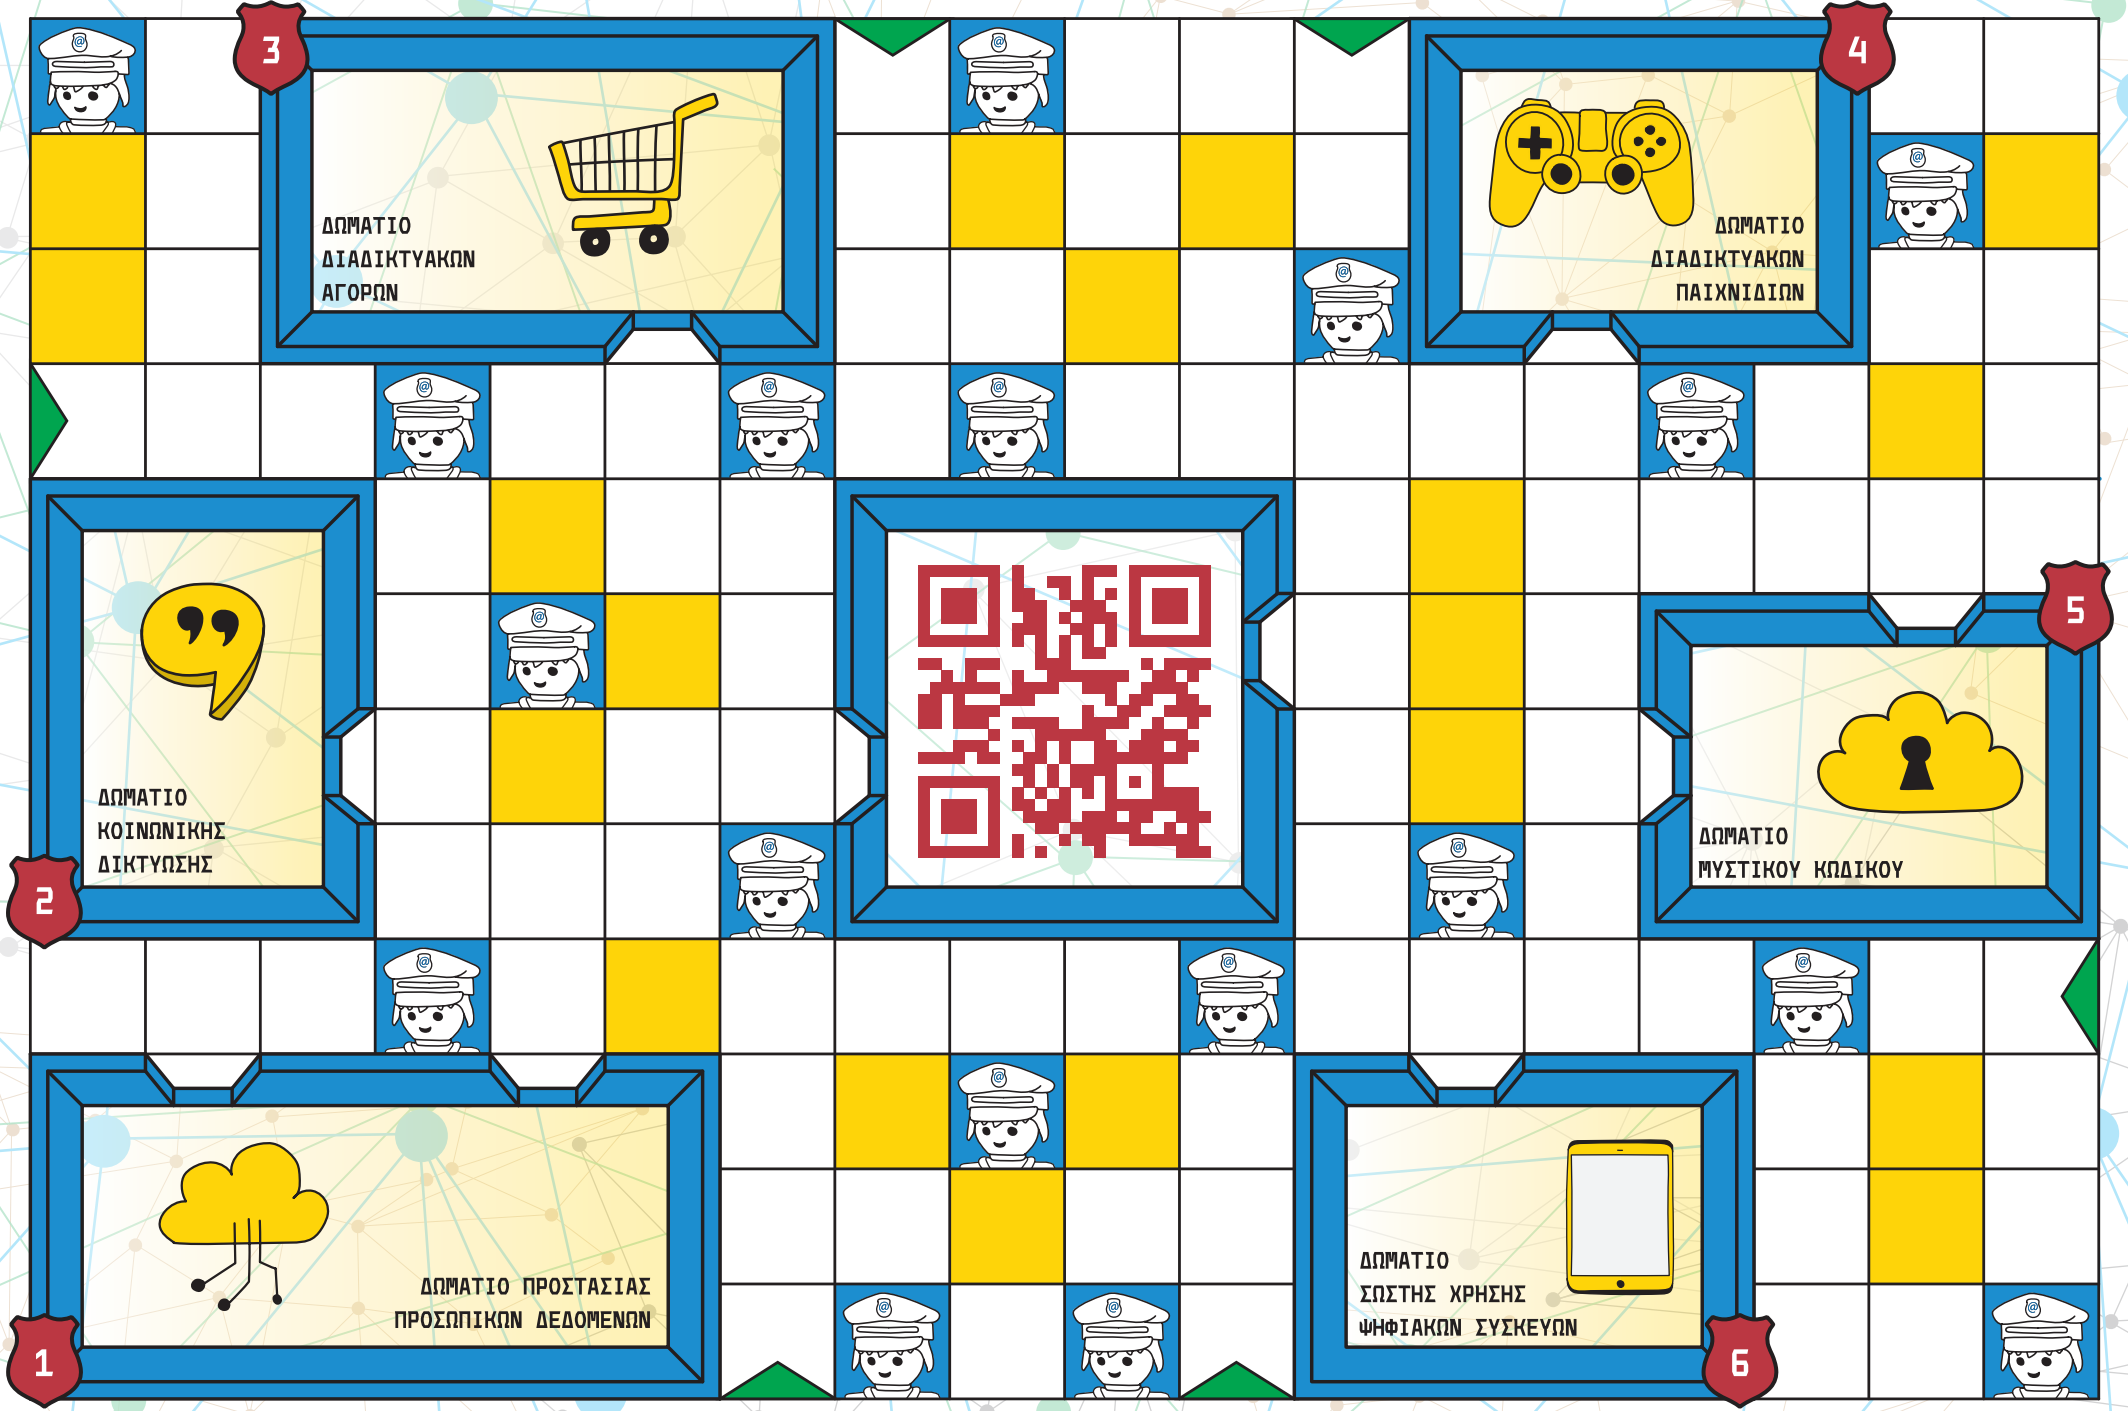 3
ΔΩΜΑΤΙΟ
ΔΙΑΔΙΚΤΥΑΚΩΝ
ΑΓΟΡΩΝ
4
ΔΩΜΑΤΙΟ
ΔΙΑΔΙΚΤΥΑΚΩΝ
ΠΑΙΧΝΙΔΙΩΝ
ΔΩΜΑΤΙΟ
ΚΟΙΝΩΝΙΚΗΣ
ΔΙΚΤΥΩΣΗΣ
2
5
ΔΩΜΑΤΙΟ
ΜΥΣΤΙΚΟΥ ΚΩΔΙΚΟΥ
ΔΩΜΑΤΙΟ ΠΡΟΣΤΑΣΙΑΣ
ΠΡΟΣΩΠΙΚΩΝ ΔΕΔΟΜΕΝΩΝ
1
ΔΩΜΑΤΙΟ
ΣΩΣΤΗΣ ΧΡΗΣΗΣ
ΨΗΦΙΑΚΩΝ ΣΥΣΚΕΥΩΝ
6